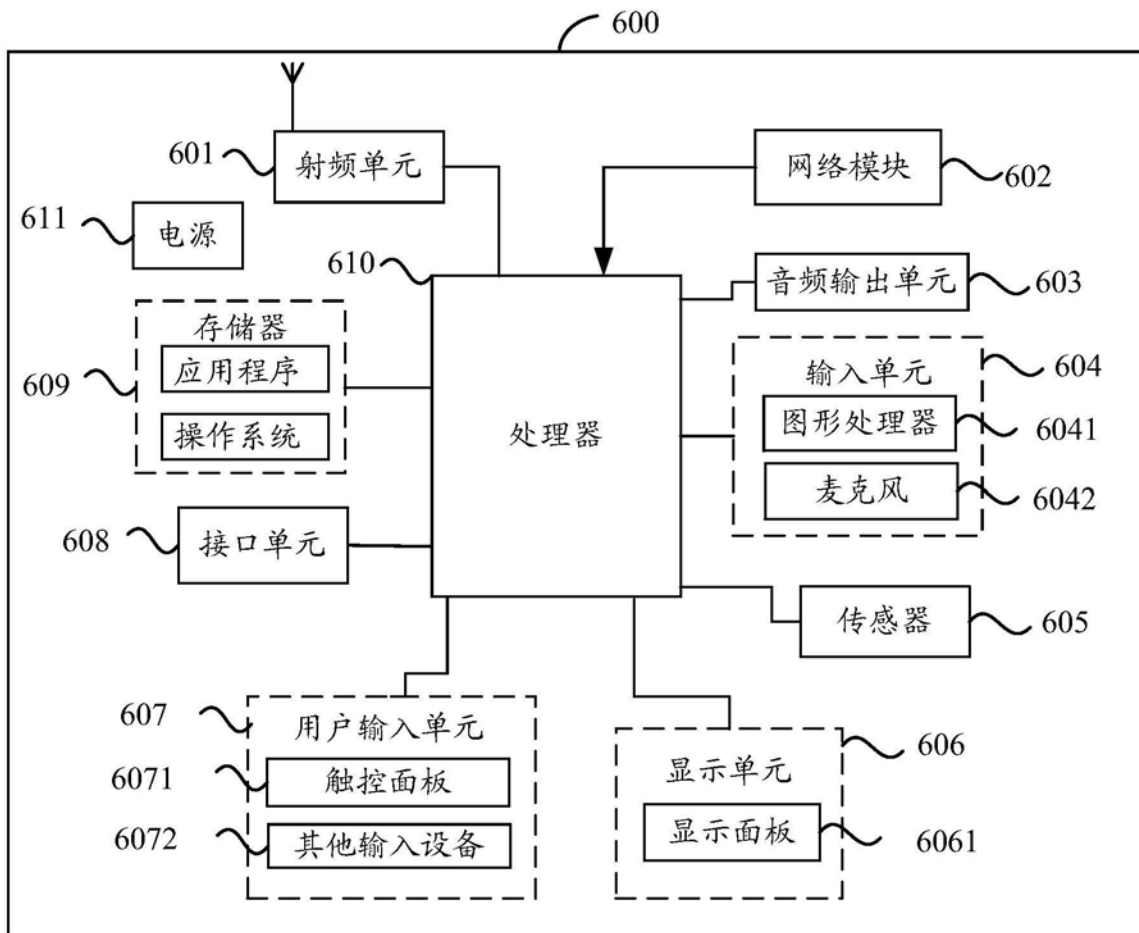 600
601
射频单元
网络模块
602
611
电源
610
音频输出单元
603
存储器
应用程序
操作系统
609
处理器
输入单元
604
图形处理器
6041
麦克风
6042
608
接口单元
传感器
605
607
用户输入单元
6071
触控面板
6072
其他输入设备
显示单元
606
显示面板
6061